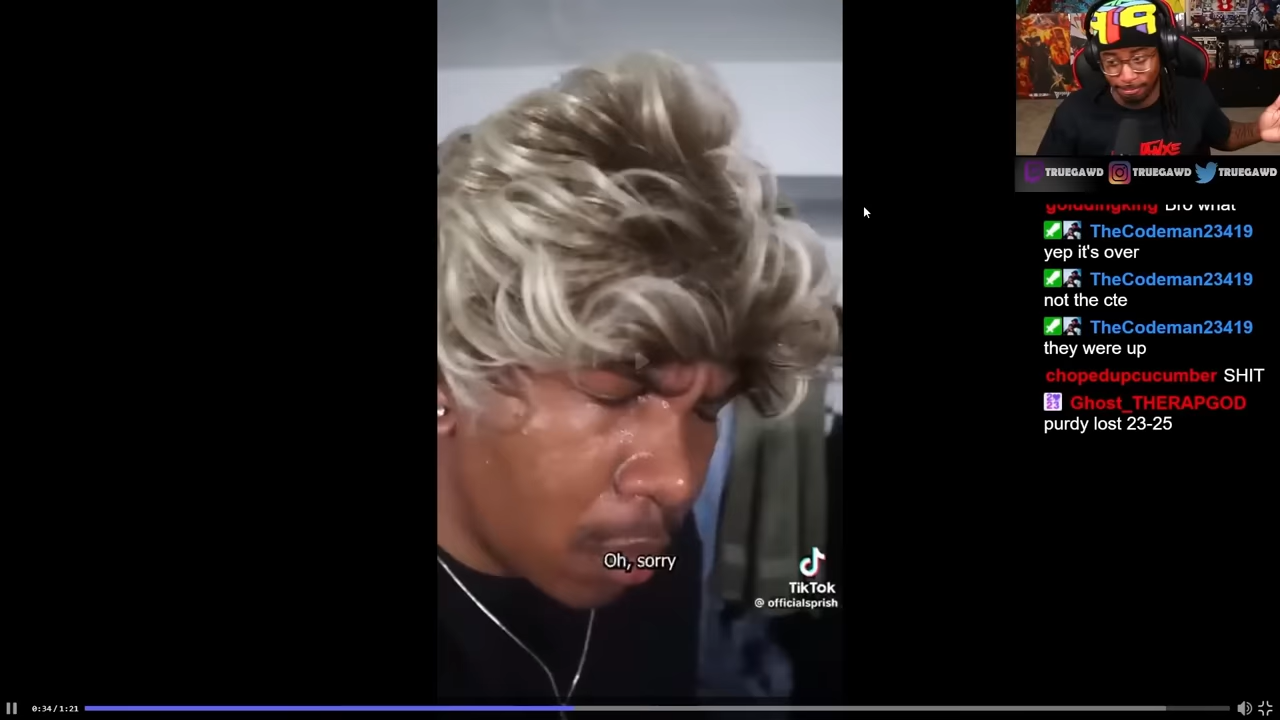 TRUEGAWD TRUEGAWD TRUEGAWD
golddingking Bro what
TheCodeman23419
yep it's over
TheCodeman23419
not the cte
TheCodeman23419
they were up
chopedupcucumber SHIT
Ghost_THERAPGOD
purdy lost 23-25
Oh, sorry
TikTok
@ officialsprish
0:34 / 1:21